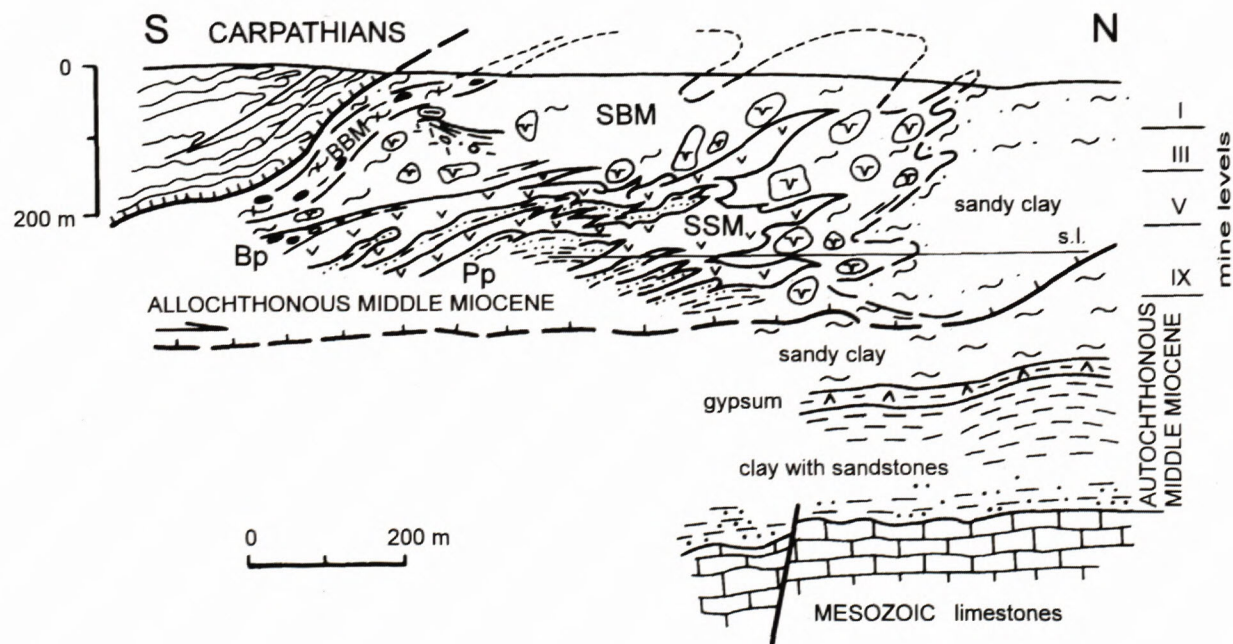 S CARPATHIANS N
0
200 m
BBM
SBM
SSM
Bp
Pp
sandy clay
s.l.
I
III
V
IX
mine levels
ALLOCHTHONOUS MIDDLE MIOCENE
sandy clay
gypsum
clay with sandstones
AUTOCHTHONOUS
MIDDLE MIOCENE
0 200 m
MESOZOIC limestones